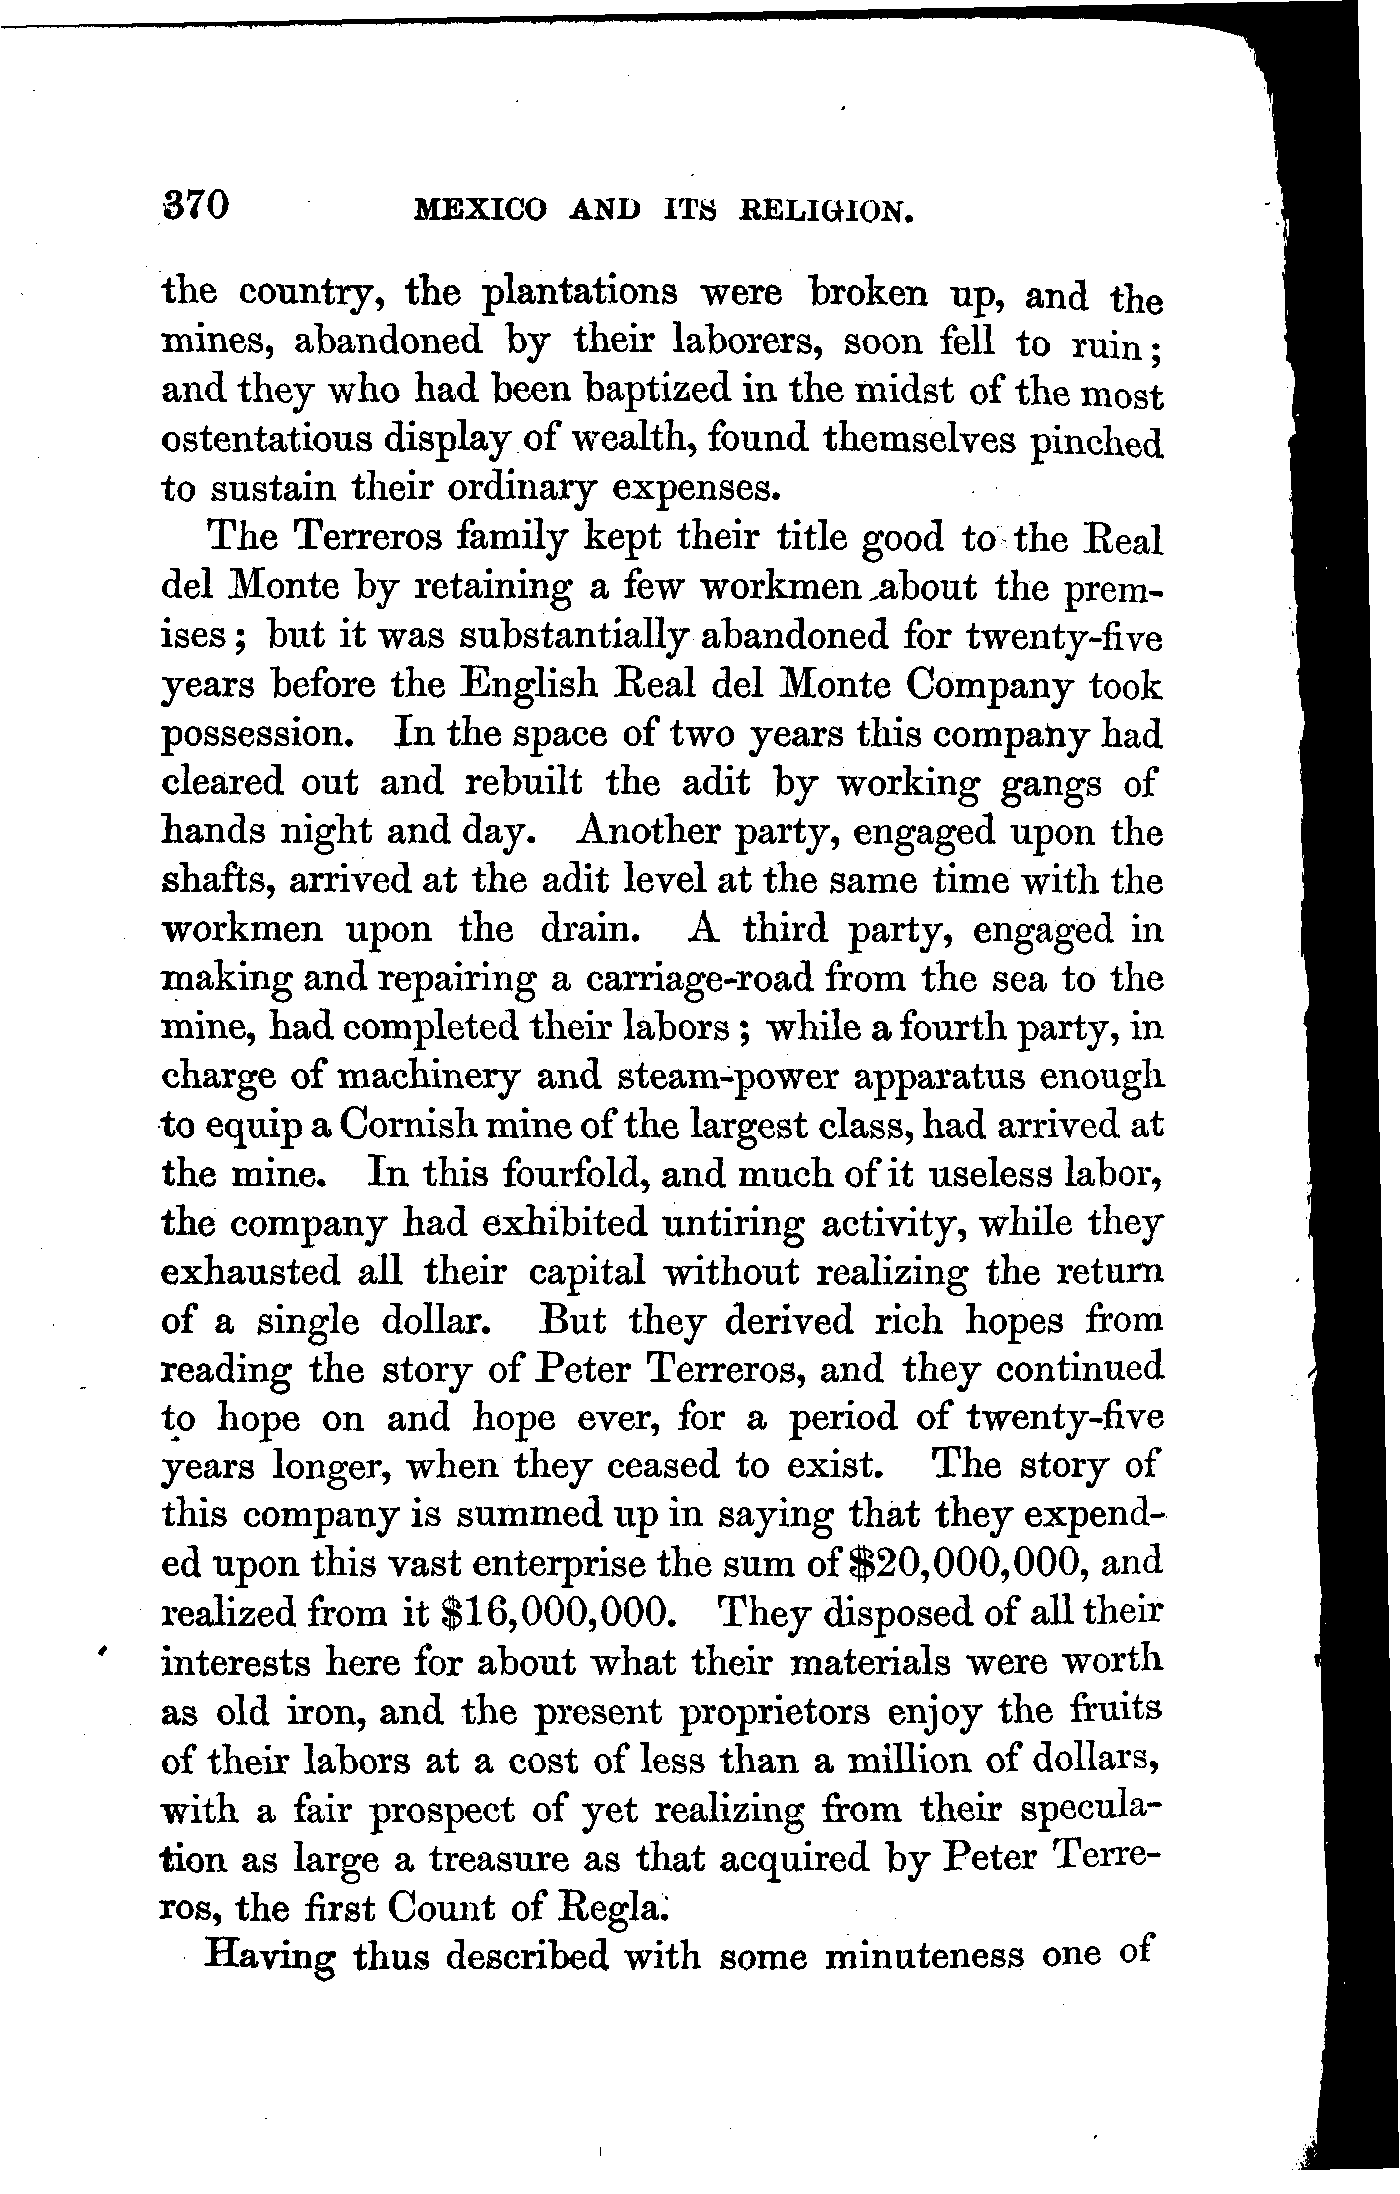 370 MEXICO AND ITS RELIGION.
the country, the plantations were broken up, and the
mines, abandoned by their laborers, soon fell to ruin;
and they who had been baptized in the midst of the most
ostentatious display of wealth, found themselves pinched
to sustain their ordinary expenses.
The Terreros family kept their title good to the Real
del Monte by retaining a few workmen about the prem-
ises; but it was substantially abandoned for twenty-five
years before the English Real del Monte Company took
possession. In the space of two years this company had
cleared out and rebuilt the adit by working gangs of
hands night and day. Another party, engaged upon the
shafts, arrived at the adit level at the same time with the
workmen upon the drain. A third party, engaged in
making and repairing a carriage-road from the sea to the
mine, had completed their labors; while a fourth party, in
charge of machinery and steam-power apparatus enough
to equip a Cornish mine of the largest class, had arrived at
the mine. In this fourfold, and much of it useless labor,
the company had exhibited untiring activity, while they
exhausted all their capital without realizing the return
of a single dollar. But they derived rich hopes from
reading the story of Peter Terreros, and they continued
to hope on and hope ever, for a period of twenty-five
years longer, when they ceased to exist. The story of
this company is summed up in saying that they expend-
ed upon this vast enterprise the sum of $20,000,000, and
realized from it $16,000,000. They disposed of all their
interests here for about what their materials were worth
as old iron, and the present proprietors enjoy the fruits
of their labors at a cost of less than a million of dollars,
with a fair prospect of yet realizing from their specula-
tion as large a treasure as that acquired by Peter Terre-
ros, the first Count of Regla.
Having thus described with some minuteness one of